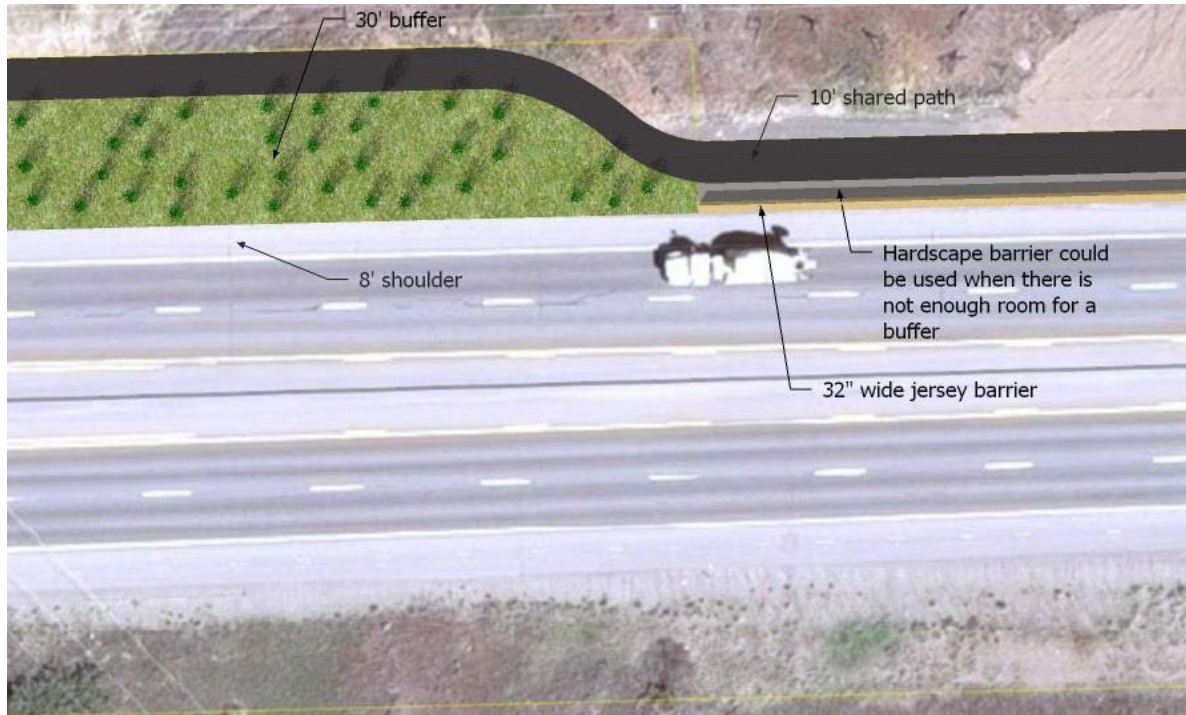 30' buffer
10' shared path
8' shoulder
Hardscape barrier could
be used when there is
not enough room for a
buffer
32" wide jersey barrier